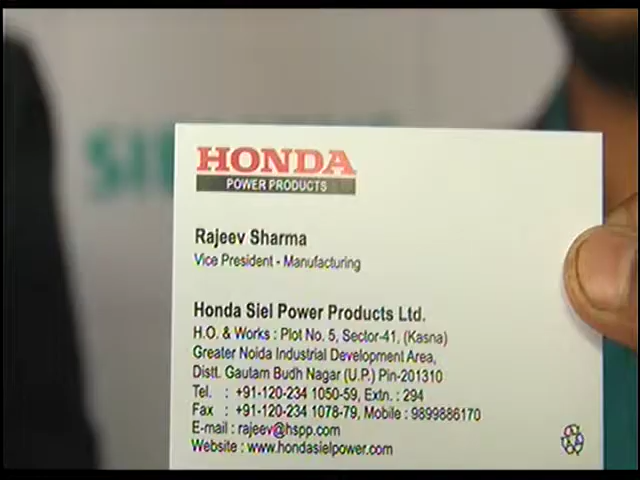 HONDA
POWER PRODUCTS
Rajeev Sharma
Vice President - Manufacturing
Honda Siel Power Products Ltd.
H.O. & Works : Plot No. 5, Sector-41, (Kasna)
Greater Noida Industrial Development Area,
Distt. Gautam Budh Nagar (U.P.) Pin-201310
Tel. : +91-120-234 1050-59, Extn. : 294
Fax : +91-120-234 1078-79, Mobile : 9899886170
E-mail : rajeev@hspp.com
Website : www.hondasielpower.com